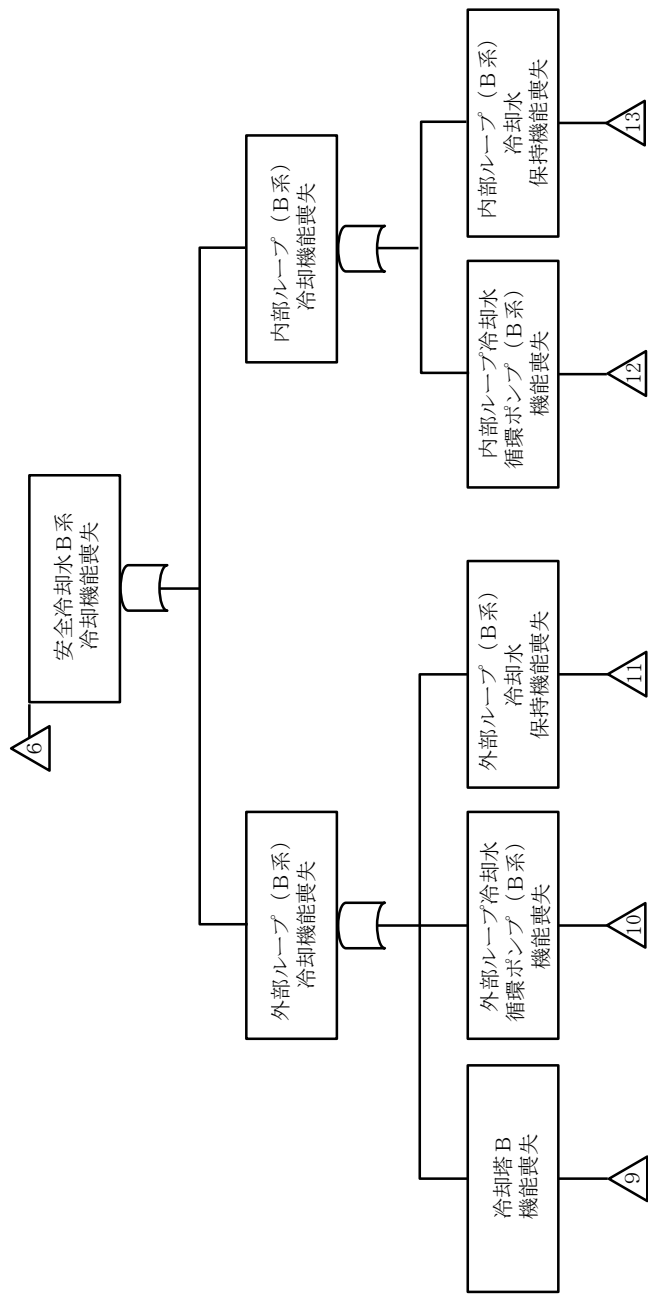 6
安全冷却水B系
冷却機能喪失
外部ループ（B系）
冷却機能喪失
内部ループ（B系）
冷却機能喪失
冷却塔B
機能喪失
外部ループ冷却水
循環ポンプ（B系）
機能喪失
外部ループ（B系）
冷却水
保持機能喪失
内部ループ冷却水
循環ポンプ（B系）
機能喪失
内部ループ（B系）
冷却水
保持機能喪失
9
10
11
12
13